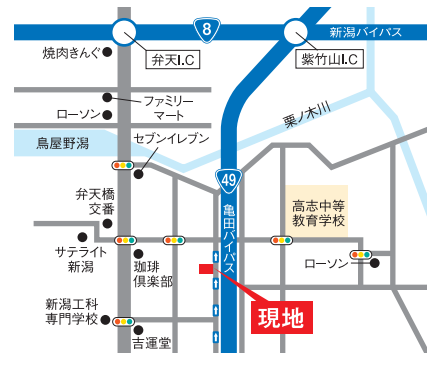 8
新潟バイパス
焼肉きんぐ
弁天I.C
紫竹山I.C
ファミリー
マート
ローソン
栗ノ木川
鳥屋野潟
セブンイレブン
49
亀田バイパス
弁天橋
交番
高志中等
教育学校
サテライト
新潟
珈琲
倶楽部
ローソン
新潟工科
専門学校
現地
吉運堂